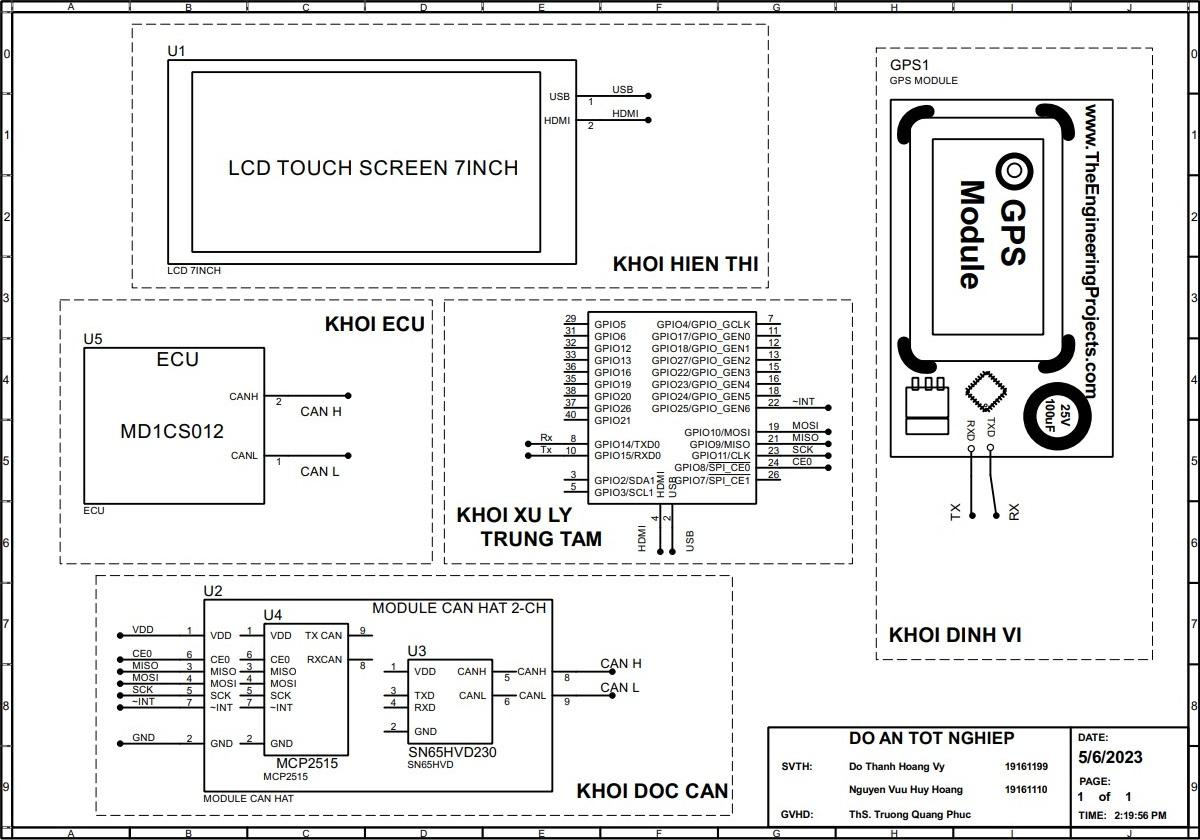 A B C D E F G H I J
0 1 2 3 4 5 6 7 8 9
U1
LCD TOUCH SCREEN 7INCH
USB 1 USB
HDMI 2 HDMI
LCD 7INCH
KHOI HIEN THI
GPS1
GPS MODULE
www.TheEngineeringProjects.com
GPS
Module
25V
100uF
RXD
TXD
TX
RX
KHOI DINH VI
KHOI ECU
U5
ECU
MD1CS012
CANH 2 CAN H
CANL 1 CAN L
ECU
29 GPIO5 GPIO4/GPIO_GCLK 7
31 GPIO6 GPIO17/GPIO_GEN0 11
32 GPIO12 GPIO18/GPIO_GEN1 12
33 GPIO13 GPIO27/GPIO_GEN2 13
36 GPIO16 GPIO22/GPIO_GEN3 15
35 GPIO19 GPIO23/GPIO_GEN4 16
38 GPIO20 GPIO24/GPIO_GEN5 18
37 GPIO26 GPIO25/GPIO_GEN6 22 ~INT
40 GPIO21
GPIO10/MOSI 19 MOSI
Rx 8 GPIO14/TXD0 GPIO9/MISO 21 MISO
Tx 10 GPIO15/RXD0 GPIO11/CLK 23 SCK
GPIO8/SPI_CE0 24 CE0
3 GPIO2/SDA1 GPIO7/SPI_CE1 26
5 GPIO3/SCL1
HDMI USB
4 2
HDMI USB
KHOI XU LY
TRUNG TAM
U2
MODULE CAN HAT 2-CH
U4
VDD 1 VDD 1 VDD TX CAN 9
CE0 6 CE0 6 CE0 RXCAN 8
MISO 3 MISO 3 MISO
MOSI 4 MOSI 4 MOSI
SCK 5 SCK 5 SCK
~INT 7 ~INT 7 ~INT
GND 2 GND 2 GND
MCP2515
MCP2515
U3
1 VDD CANH 5 CANH 8 CAN H
3 TXD CANL 6 CANL 9 CAN L
4 RXD
2 GND
SN65HVD230
SN65HVD
MODULE CAN HAT
KHOI DOC CAN
DO AN TOT NGHIEP
SVTH: Do Thanh Hoang Vy 19161199
Nguyen Vuu Huy Hoang 19161110
GVHD: ThS. Truong Quang Phuc
DATE:
5/6/2023
PAGE:
1 of 1
TIME: 2:19:56 PM
0 1 2 3 4 5 6 7 8 9
A B C D E F G H I J